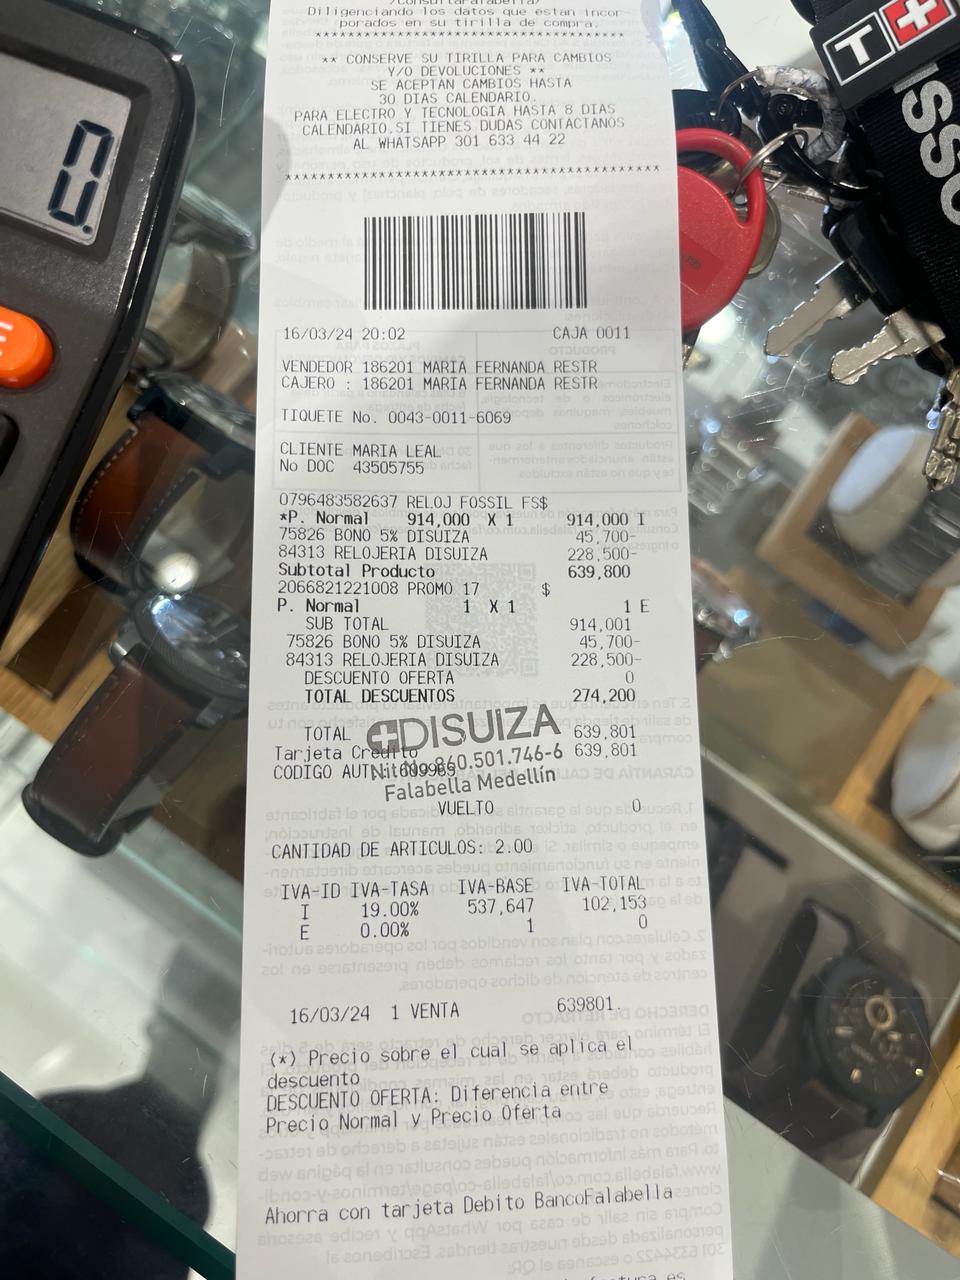 /consultaFalabella/
Diligenciando los datos que estan incor
porados en su tirilla de compra.
***************************************
** CONSERVE SU TIRILLA PARA CAMBIOS
Y/O DEVOLUCIONES **
SE ACEPTAN CAMBIOS HASTA
30 DIAS CALENDARIO.
PARA ELECTRO Y TECNOLOGIA HASTA 8 DIAS
CALENDARIO.SI TIENES DUDAS CONTACTANOS
AL WHATSAPP 301 633 44 22
********************************************
16/03/24 20:02 CAJA 0011
VENDEDOR 186201 MARIA FERNANDA RESTR
CAJERO : 186201 MARIA FERNANDA RESTR
TIQUETE No. 0043-0011-6069
CLIENTE MARIA LEAL
No DOC 43505755
0796483582637 RELOJ FOSSIL FS$
*P. Normal 914,000 X 1 914,000 I
75826 BONO 5% DISUIZA 45,700-
84313 RELOJERIA DISUIZA 228,500-
Subtotal Producto 639,800
2066821221008 PROMO 17 $
P. Normal 1 X 1 1 E
SUB TOTAL 914,001
75826 BONO 5% DISUIZA 45,700-
84313 RELOJERIA DISUIZA 228,500-
DESCUENTO OFERTA 0
TOTAL DESCUENTOS 274,200
TOTAL 639,801
DISUIZA
Tarjeta Credito 639,801
CODIGO AUT
Nit 860.501.746-6
Falabella Medellín
VUELTO 0
CANTIDAD DE ARTICULOS: 2.00
IVA-ID IVA-TASA IVA-BASE IVA-TOTAL
I 19.00% 537,647 102,153
E 0.00% 1 0
16/03/24 1 VENTA 639801.
(*) Precio sobre el cual se aplica el
descuento
DESCUENTO OFERTA: Diferencia entre
Precio Normal y Precio Oferta
Ahorra con tarjeta Debito BancoFalabella
0.
T+
ISSO